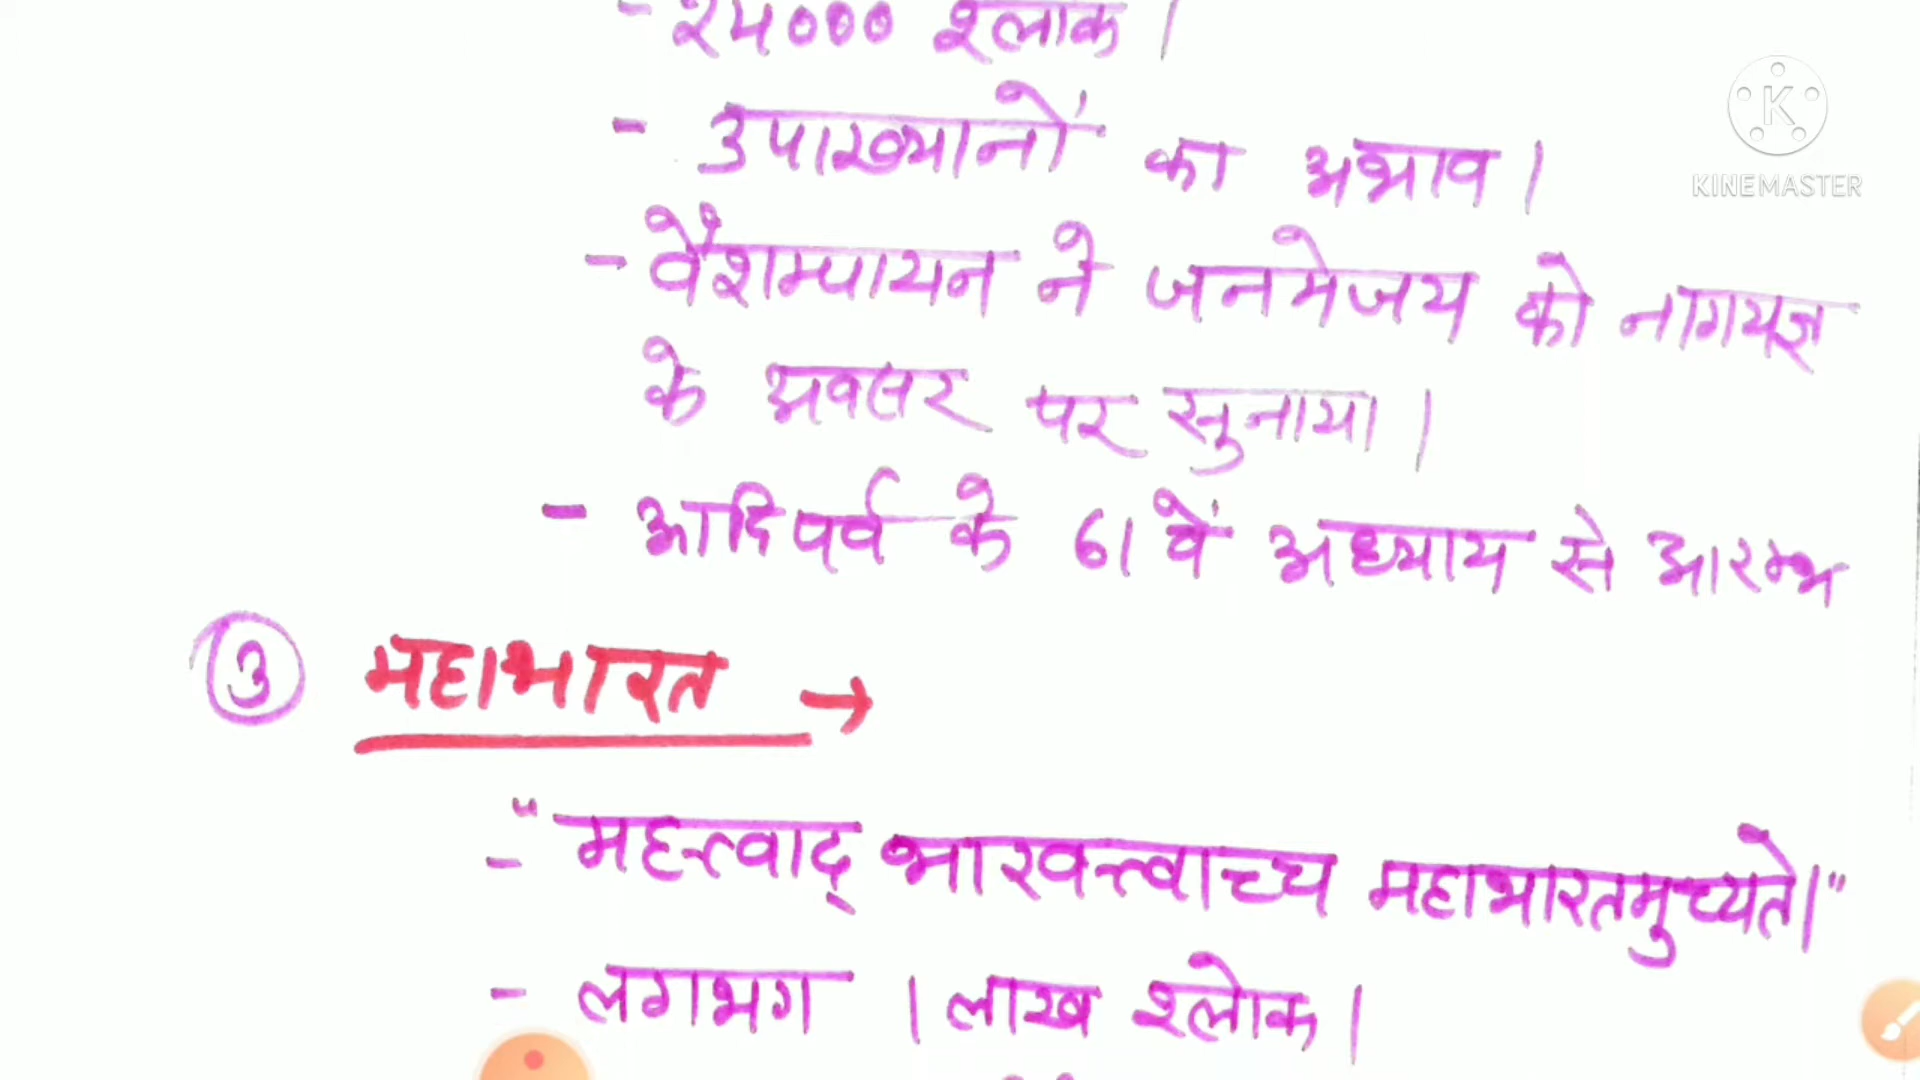 - २४००० श्लोक।
- उपाख्यानों का अभाव।
KINEMASTER
- वैशम्पायन ने जनमेजय को नागयज्ञ
के अवसर पर सुनाया।
- आदिपर्व के 61 वें अध्याय से आरम्भ
3 महाभारत →
- "महत्त्वाद् भारवत्त्वाच्च महाभारतमुच्यते।"
- लगभग 1 लाख श्लोक।